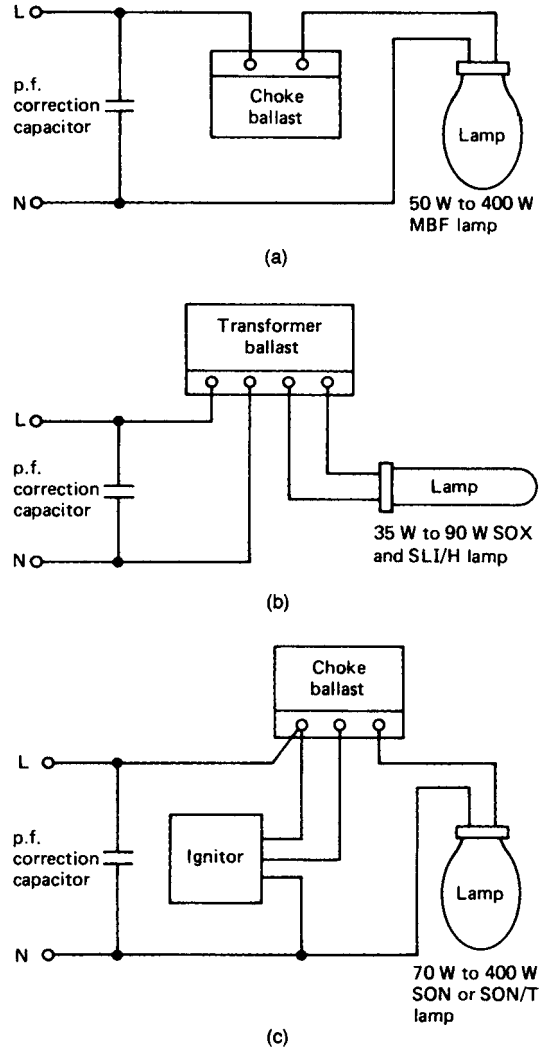 L
Choke
ballast
p.f.
correction
capacitor
Lamp
N
50 W to 400 W
MBF lamp
(a)
Transformer
ballast
L
p.f.
correction
capacitor
Lamp
35 W to 90 W SOX
and SLI/H lamp
N
(b)
Choke
ballast
L
p.f.
correction
capacitor
Ignitor
Lamp
N
70 W to 400 W
SON or SON/T
lamp
(c)